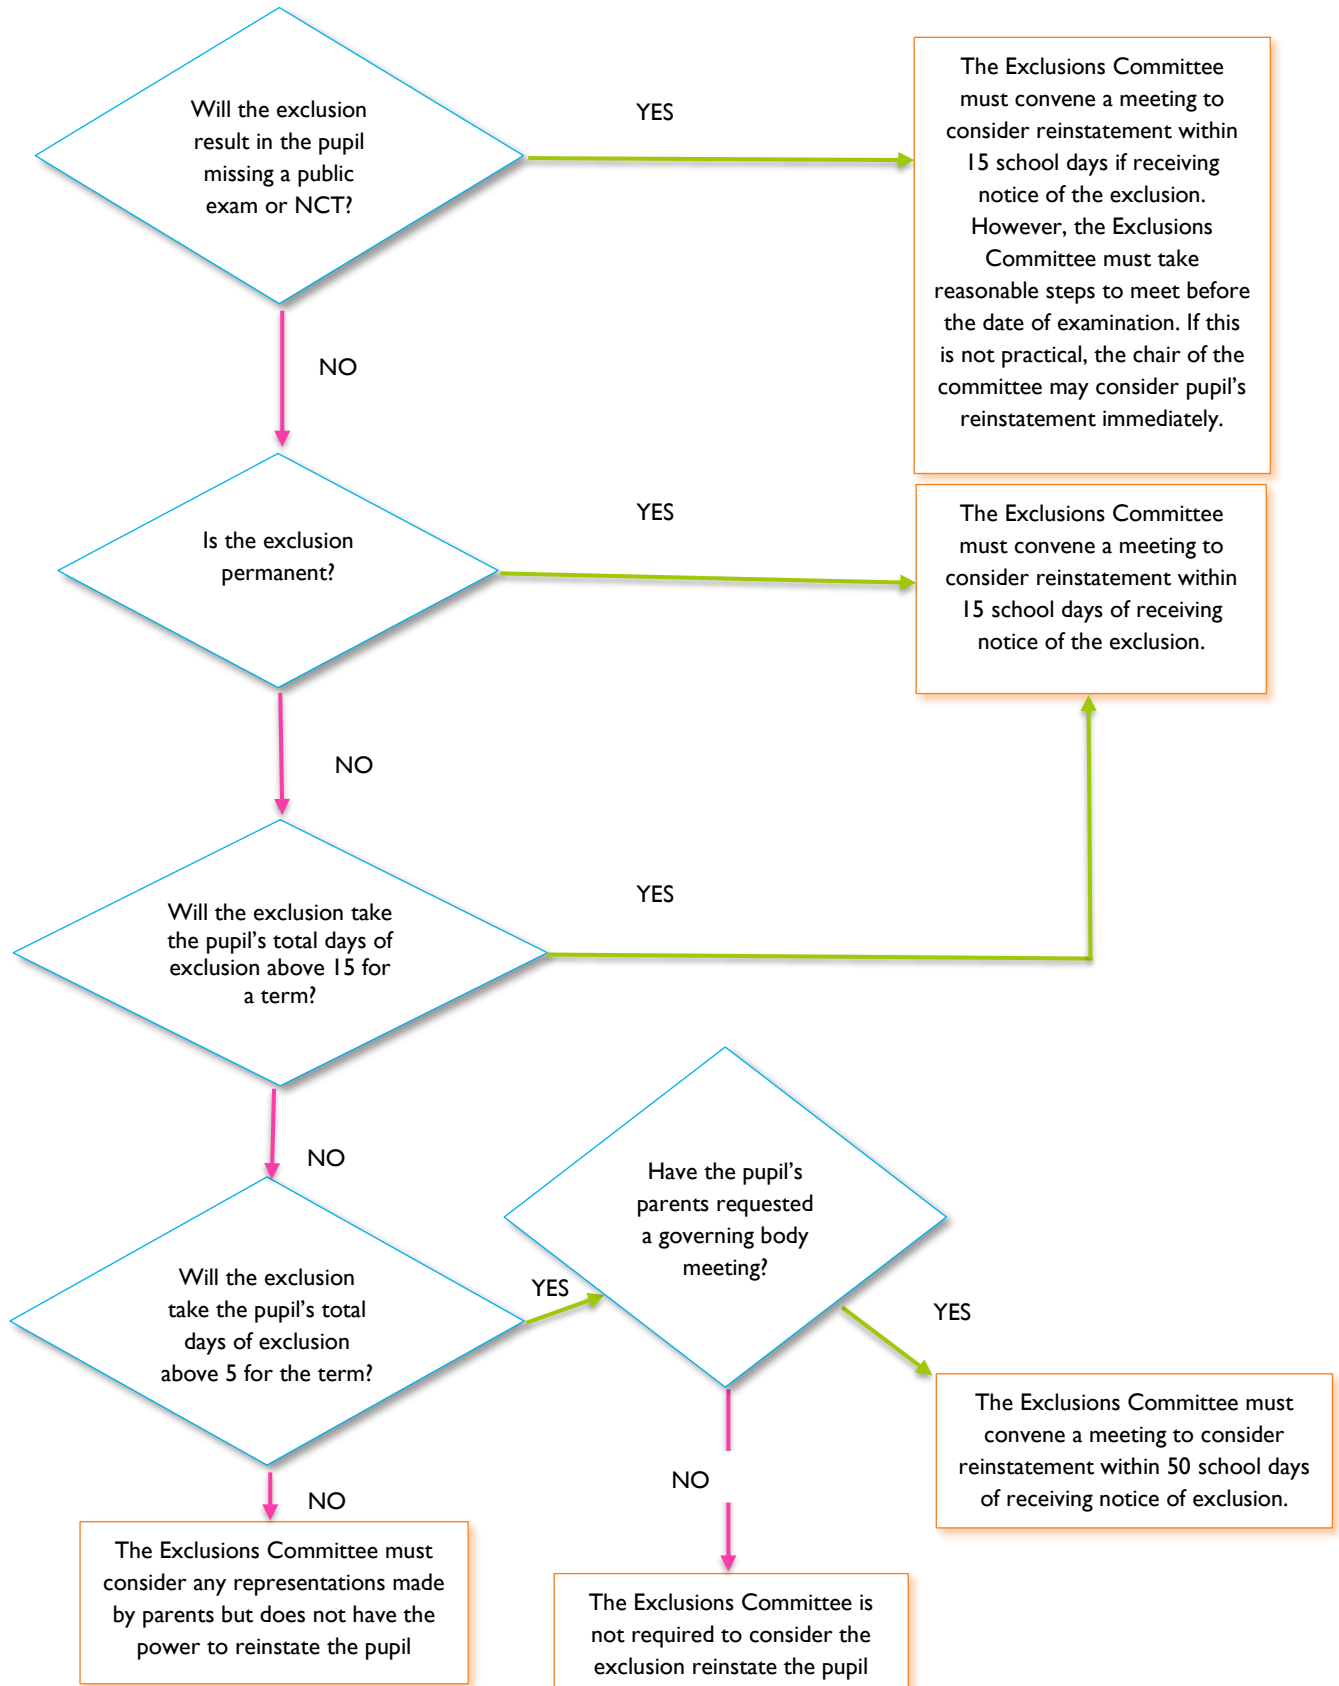 Will the exclusion
result in the pupil
missing a public
exam or NCT?
YES
The Exclusions Committee
must convene a meeting to
consider reinstatement within
15 school days if receiving
notice of the exclusion.
However, the Exclusions
Committee must take
reasonable steps to meet before
the date of examination. If this
is not practical, the chair of the
committee may consider pupil’s
reinstatement immediately.
NO
Is the exclusion
permanent?
YES
The Exclusions Committee
must convene a meeting to
consider reinstatement within
15 school days of receiving
notice of the exclusion.
NO
Will the exclusion take
the pupil’s total days of
exclusion above 15 for
a term?
YES
NO
Will the exclusion
take the pupil’s total
days of exclusion
above 5 for the term?
YES
Have the pupil’s
parents requested
a governing body
meeting?
YES
The Exclusions Committee must
convene a meeting to consider
reinstatement within 50 school days
of receiving notice of exclusion.
NO
The Exclusions Committee must
consider any representations made
by parents but does not have the
power to reinstate the pupil
NO
The Exclusions Committee is
not required to consider the
exclusion reinstate the pupil